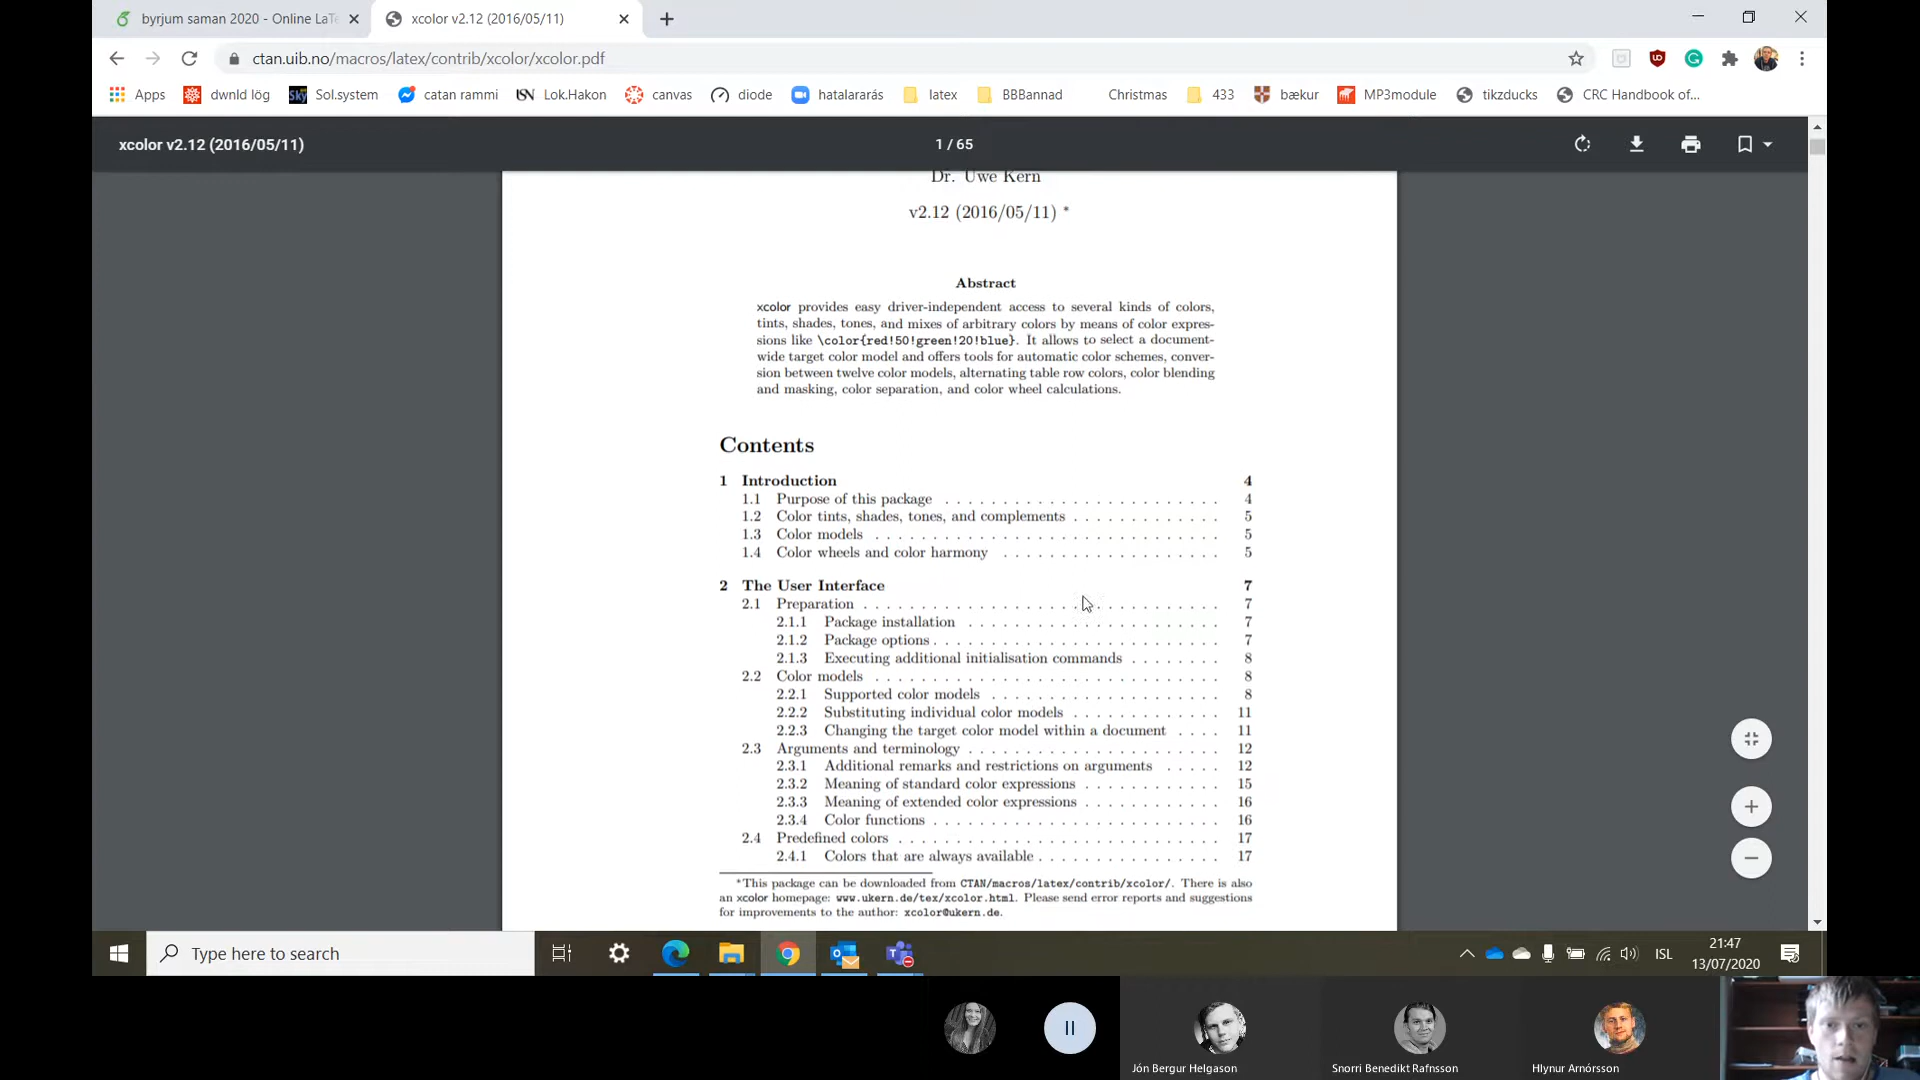 byrjum saman 2020 - Online LaTe
xcolor v2.12 (2016/05/11)
ctan.uib.no/macros/latex/contrib/xcolor/xcolor.pdf
Apps dwnld lög Sol.system catan rammi Lok.Hakon canvas diode hatalararás latex BBBannad Christmas 433 bækur MP3module tikzducks CRC Handbook of...
xcolor v2.12 (2016/05/11) 1 / 65
Dr. Uwe Kern
v2.12 (2016/05/11) *
Abstract
xcolor provides easy driver-independent access to several kinds of colors,
tints, shades, tones, and mixes of arbitrary colors by means of color expres-
sions like \color{red!50!green!20!blue}. It allows to select a document-
wide target color model and offers tools for automatic color schemes, conver-
sion between twelve color models, alternating table row colors, color blending
and masking, color separation, and color wheel calculations.
Contents
1 Introduction 4
1.1 Purpose of this package . . . . . . . . . . . . . . . . . . 4
1.2 Color tints, shades, tones, and complements . . . . . . . . . . 5
1.3 Color models . . . . . . . . . . . . . . . . . . . . . . 5
1.4 Color wheels and color harmony . . . . . . . . . . . . . . 5
2 The User Interface 7
2.1 Preparation . . . . . . . . . . . . . . . . . . . . . . . 7
2.1.1 Package installation . . . . . . . . . . . . . . . . 7
2.1.2 Package options . . . . . . . . . . . . . . . . . . 7
2.1.3 Executing additional initialisation commands . . . . . . 8
2.2 Color models . . . . . . . . . . . . . . . . . . . . . . 8
2.2.1 Supported color models . . . . . . . . . . . . . . . 8
2.2.2 Substituting individual color models . . . . . . . . . . 11
2.2.3 Changing the target color model within a document . . . . 11
2.3 Arguments and terminology . . . . . . . . . . . . . . . . 12
2.3.1 Additional remarks and restrictions on arguments . . . . . 12
2.3.2 Meaning of standard color expressions . . . . . . . . . 15
2.3.3 Meaning of extended color expressions . . . . . . . . . 16
2.3.4 Color functions . . . . . . . . . . . . . . . . . . 16
2.4 Predefined colors . . . . . . . . . . . . . . . . . . . . 17
2.4.1 Colors that are always available . . . . . . . . . . . . 17
*This package can be downloaded from CTAN/macros/latex/contrib/xcolor/. There is also
an xcolor homepage: www.ukern.de/tex/xcolor.html. Please send error reports and suggestions
for improvements to the author: xcolor@ukern.de.
Type here to search
ISL
21:47
13/07/2020
Jón Bergur Helgason
Snorri Benedikt Rafnsson
Hlynur Arnórsson